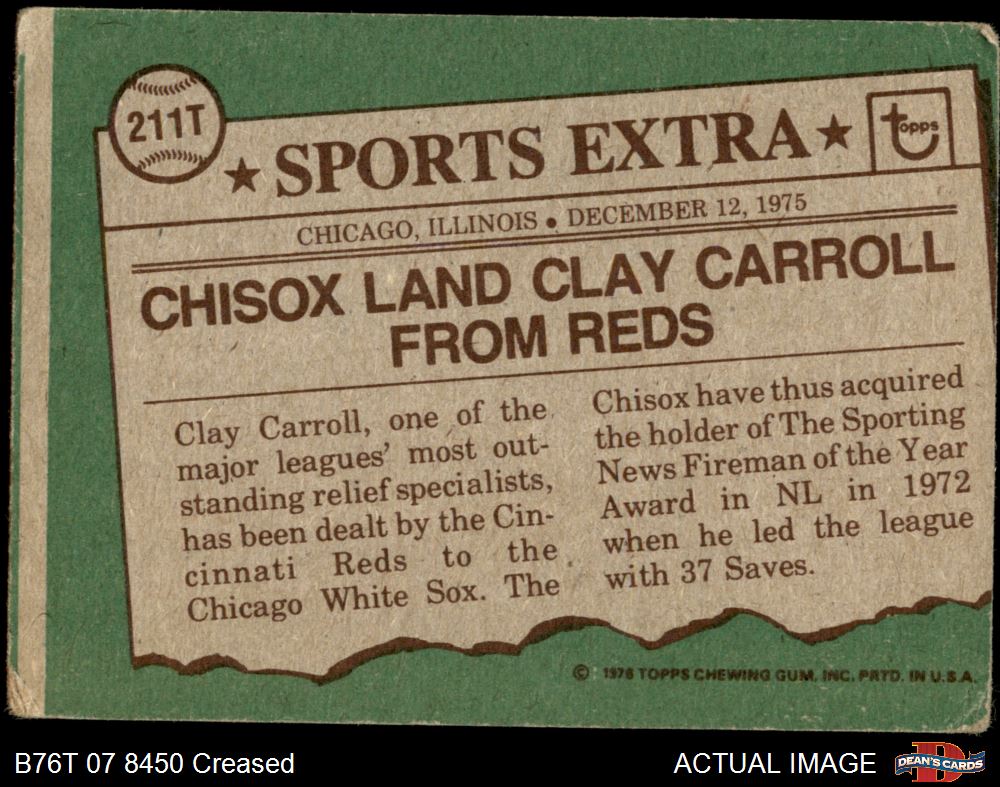 211T
★ SPORTS EXTRA ★
topps
CHICAGO, ILLINOIS • DECEMBER 12, 1975
CHISOX LAND CLAY CARROLL
FROM REDS
Clay Carroll, one of the
major leagues' most out-
standing relief specialists,
has been dealt by the Cin-
cinnati Reds to the
Chicago White Sox. The
Chisox have thus acquired
the holder of The Sporting
News Fireman of the Year
Award in NL in 1972
when he led the league
with 37 Saves.
© 1976 TOPPS CHEWING GUM, INC. PRTD. IN U.S.A.
B76T 07 8450 Creased
ACTUAL IMAGE
D
DEAN'S CARDS